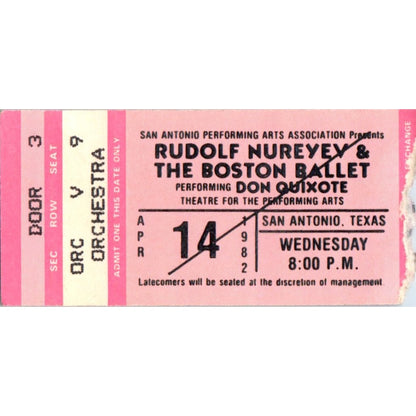 DOOR 3
SEC ROW SEAT
ORC V 9
ORCHESTRA
ADMIT ONE THIS DATE ONLY
SAN ANTONIO PERFORMING ARTS ASSOCIATION Presents
RUDOLF NUREYEV &
THE BOSTON BALLET
PERFORMING DON QUIXOTE
THEATRE FOR THE PERFORMING ARTS
APR 14 1982
SAN ANTONIO, TEXAS
WEDNESDAY
8:00 P.M.
Latecomers will be seated at the discretion of management.
EXCHANGE